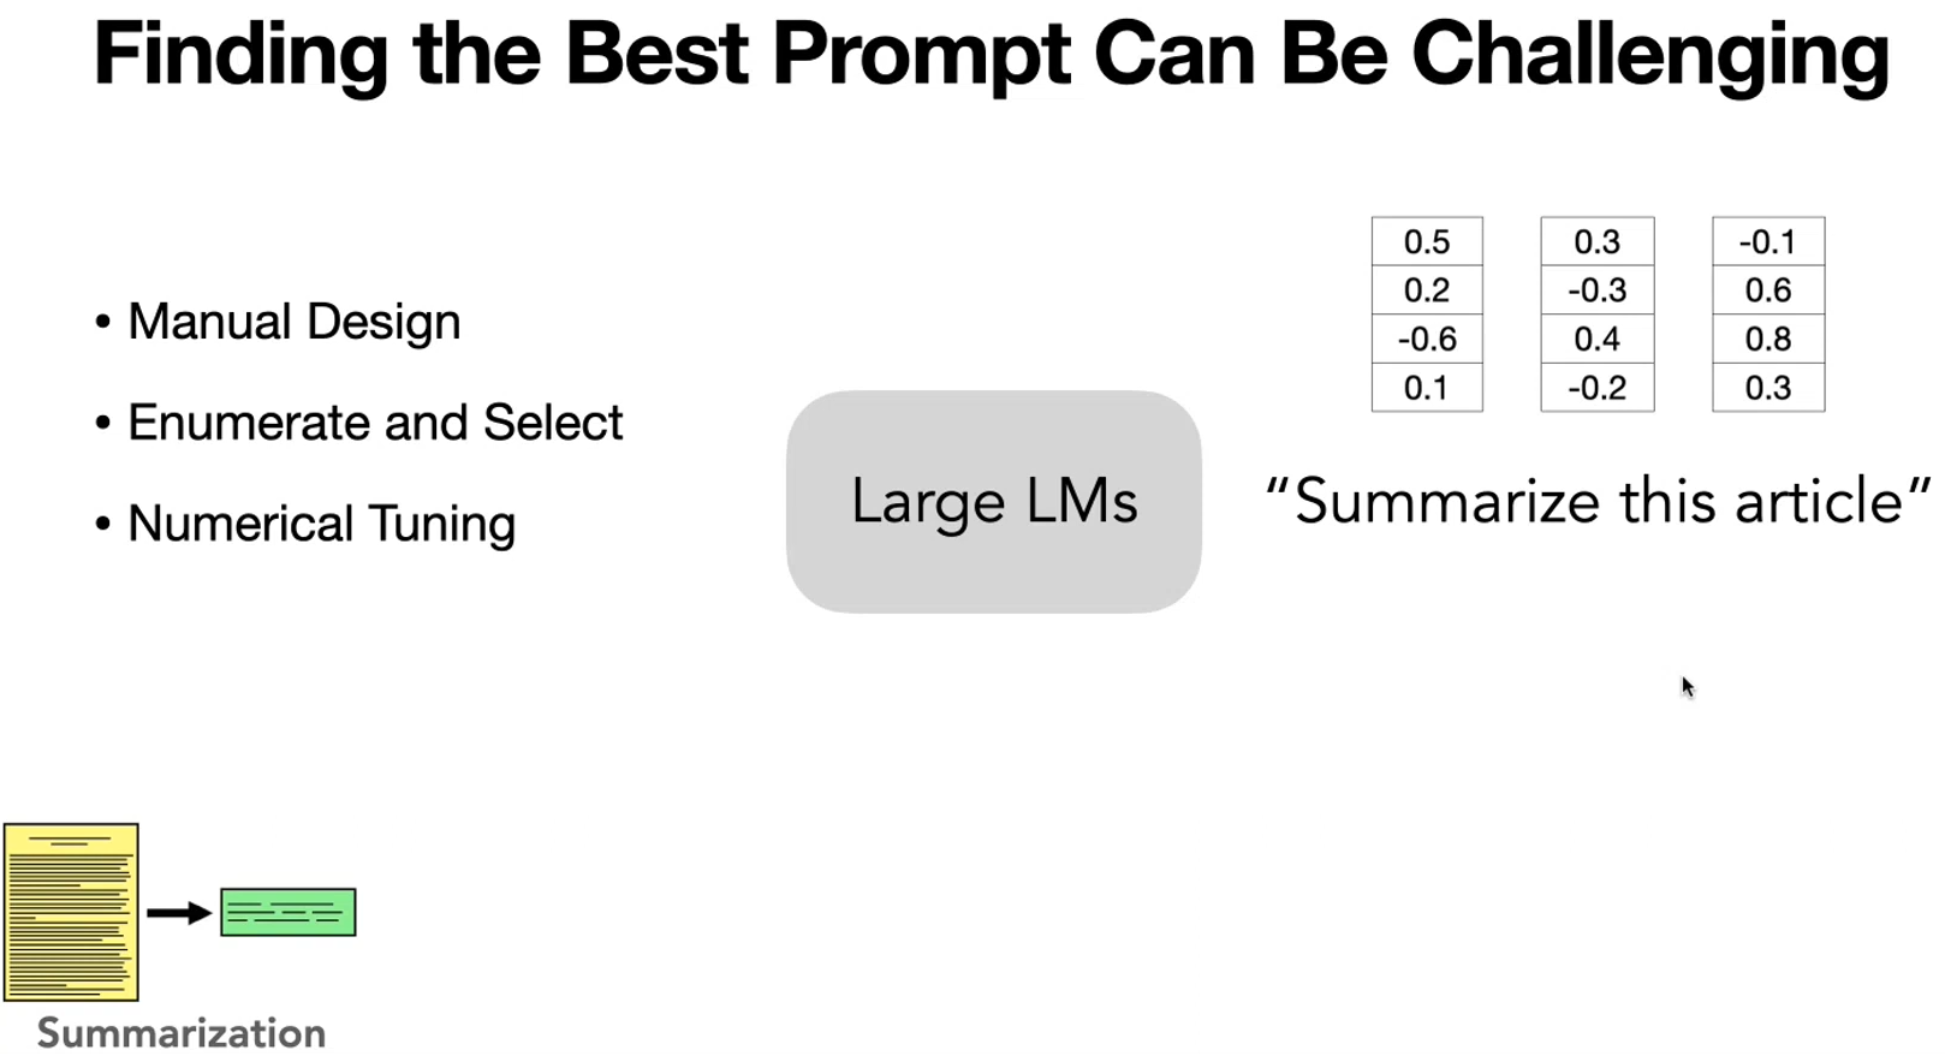 Finding the Best Prompt Can Be Challenging
• Manual Design
• Enumerate and Select
• Numerical Tuning
Large LMs
0.5 0.3 -0.1
0.2 -0.3 0.6
-0.6 0.4 0.8
0.1 -0.2 0.3
“Summarize this article”
Summarization